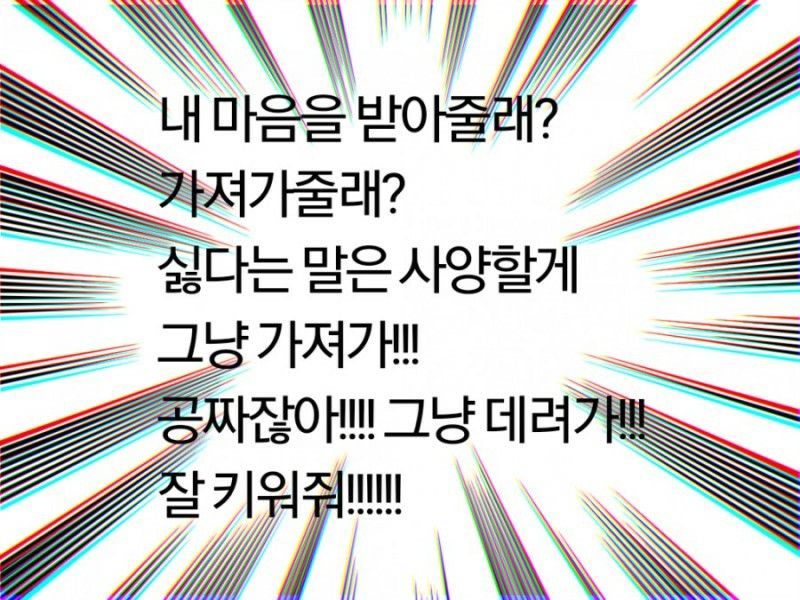 내 마음을 받아줄래?
가져가줄래?
싫다는 말은 사양할게
그냥 가져가!!!
공짜잖아!!!! 그냥 데려가!!!
잘 키워줘!!!!!!